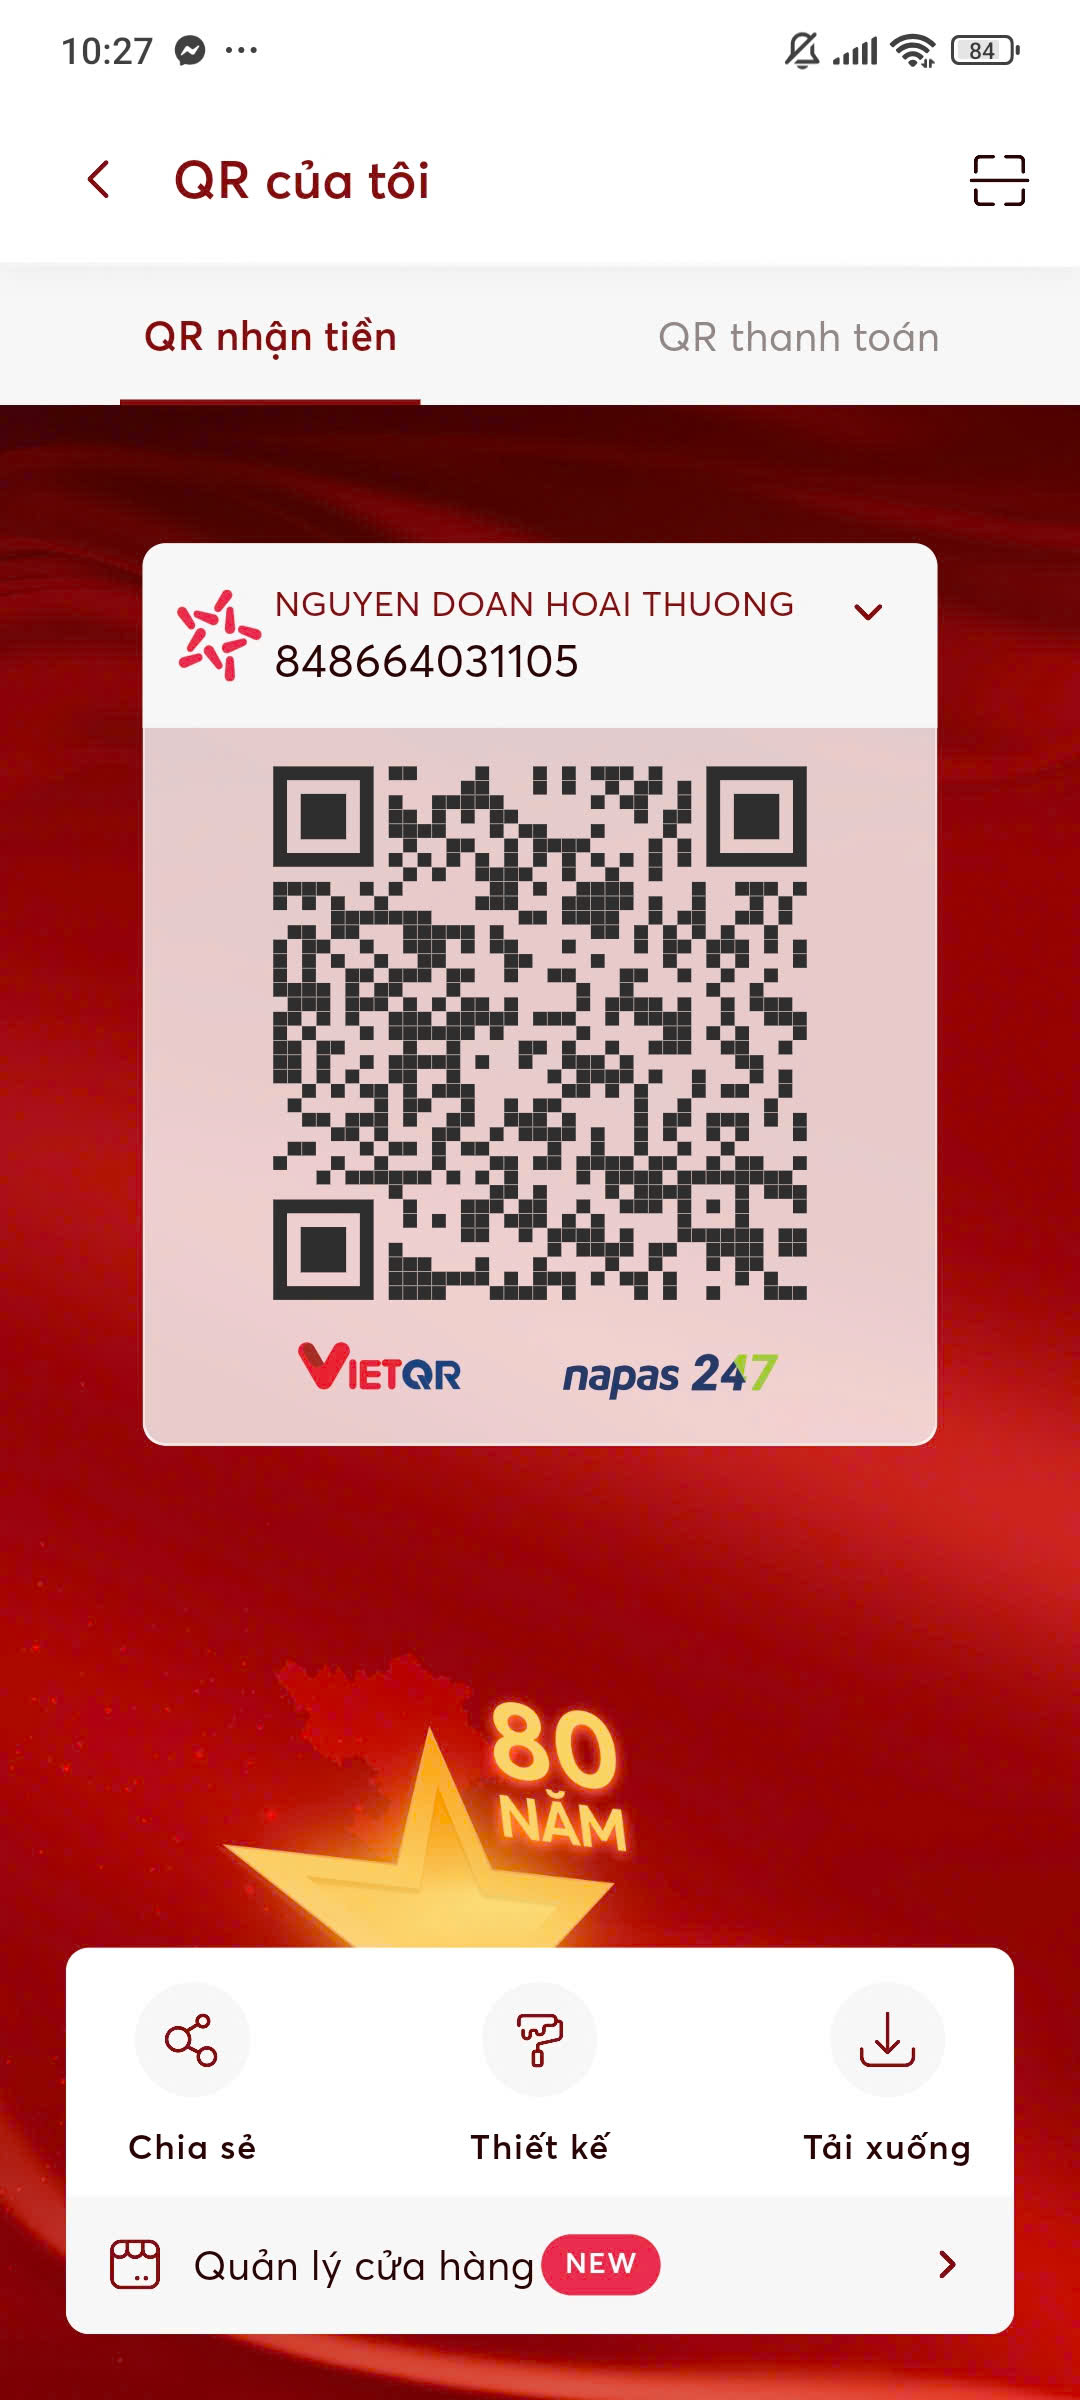 10:27
84
QR của tôi
QR nhận tiền
QR thanh toán
NGUYEN DOAN HOAI THUONG
848664031105
VIETQR
napas 247
80
NĂM
Chia sẻ
Thiết kế
Tải xuống
Quản lý cửa hàng NEW